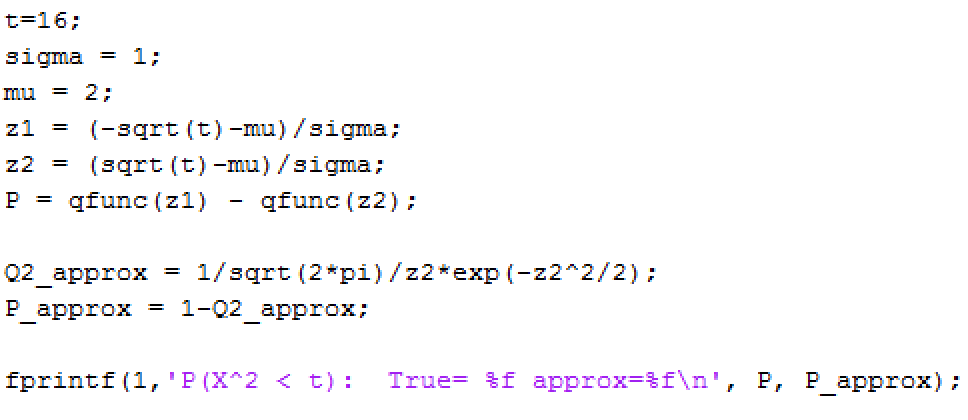 t=16;
sigma = 1;
mu = 2;
z1 = (-sqrt(t)-mu)/sigma;
z2 = (sqrt(t)-mu)/sigma;
P = qfunc(z1) - qfunc(z2);
Q2_approx = 1/sqrt(2*pi)/z2*exp(-z2^2/2);
P_approx = 1-Q2_approx;
fprintf(1,'P(X^2 < t):  True= %f approx=%f\n', P, P_approx);